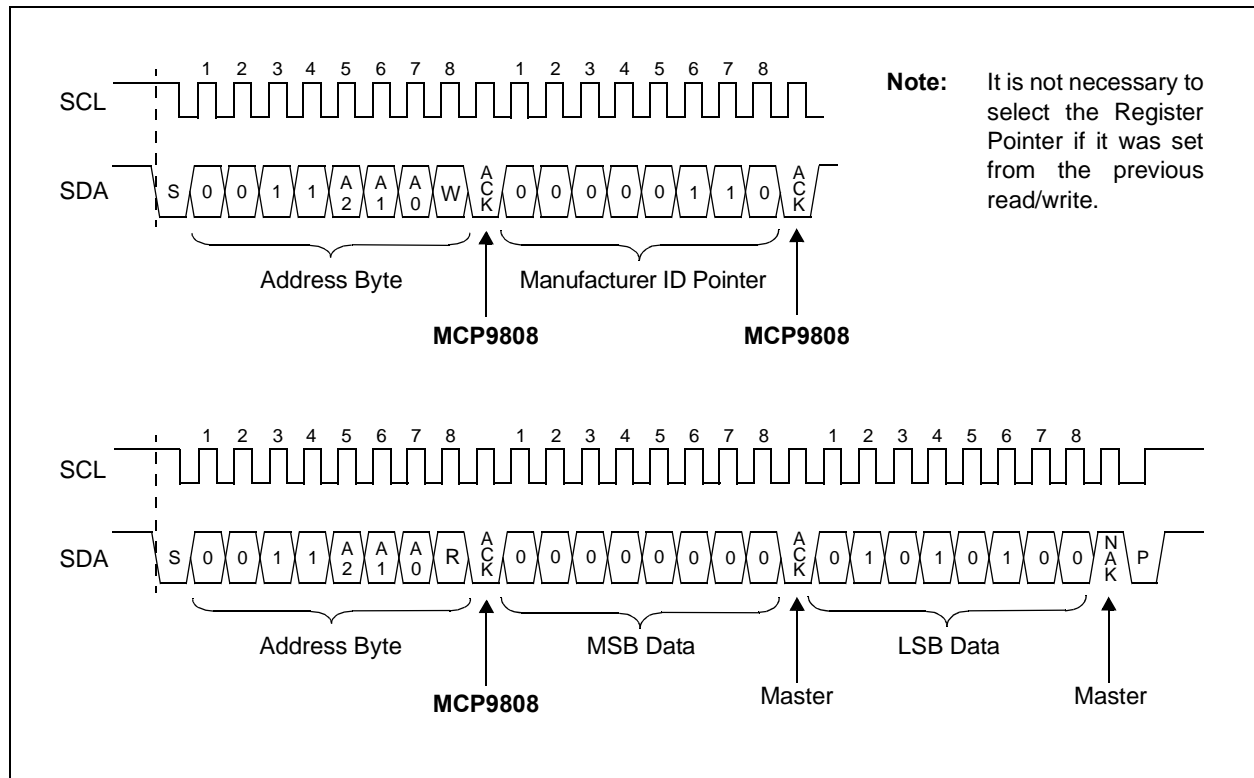 1 2 3 4 5 6 7 8 1 2 3 4 5 6 7 8
SCL
SDA
S 0 0 1 1 A2 A1 A0 W ACK 0 0 0 0 0 1 1 0 ACK
Address Byte
Manufacturer ID Pointer
MCP9808
MCP9808
Note: It is not necessary to
select the Register
Pointer if it was set
from the previous
read/write.
1 2 3 4 5 6 7 8 1 2 3 4 5 6 7 8 1 2 3 4 5 6 7 8
SCL
SDA
S 0 0 1 1 A2 A1 A0 R ACK 0 0 0 0 0 0 0 0 ACK 0 1 0 1 0 1 0 0 NAK P
Address Byte
MSB Data
LSB Data
MCP9808
Master
Master